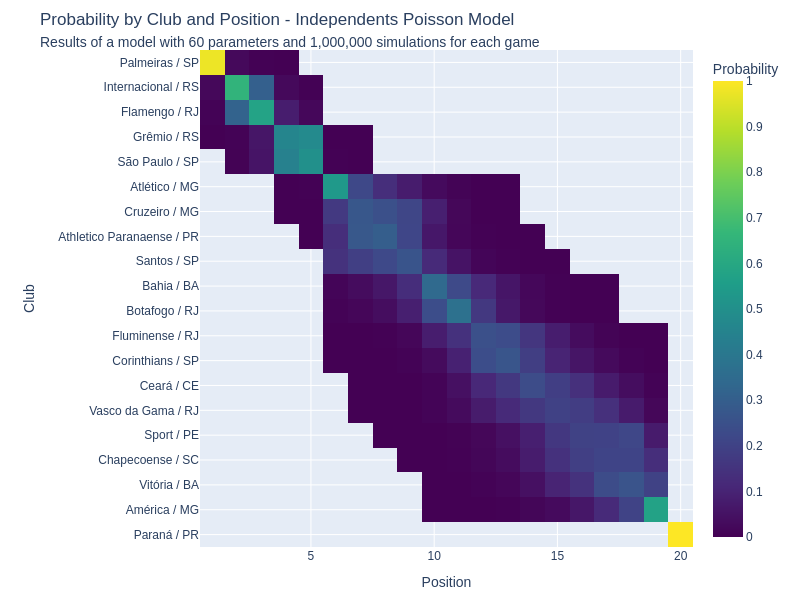 Probability by Club and Position - Independents Poisson Model
Results of a model with 60 parameters and 1,000,000 simulations for each game
Probability
Palmeiras / SP
Internacional / RS
Flamengo / RJ
Grêmio / RS
São Paulo / SP
Atlético / MG
Cruzeiro / MG
Athletico Paranaense / PR
Santos / SP
Bahia / BA
Botafogo / RJ
Fluminense / RJ
Corinthians / SP
Ceará / CE
Vasco da Gama / RJ
Sport / PE
Chapecoense / SC
Vitória / BA
América / MG
Paraná / PR
Club
5
10
15
20
Position
1
0.9
0.8
0.7
0.6
0.5
0.4
0.3
0.2
0.1
0